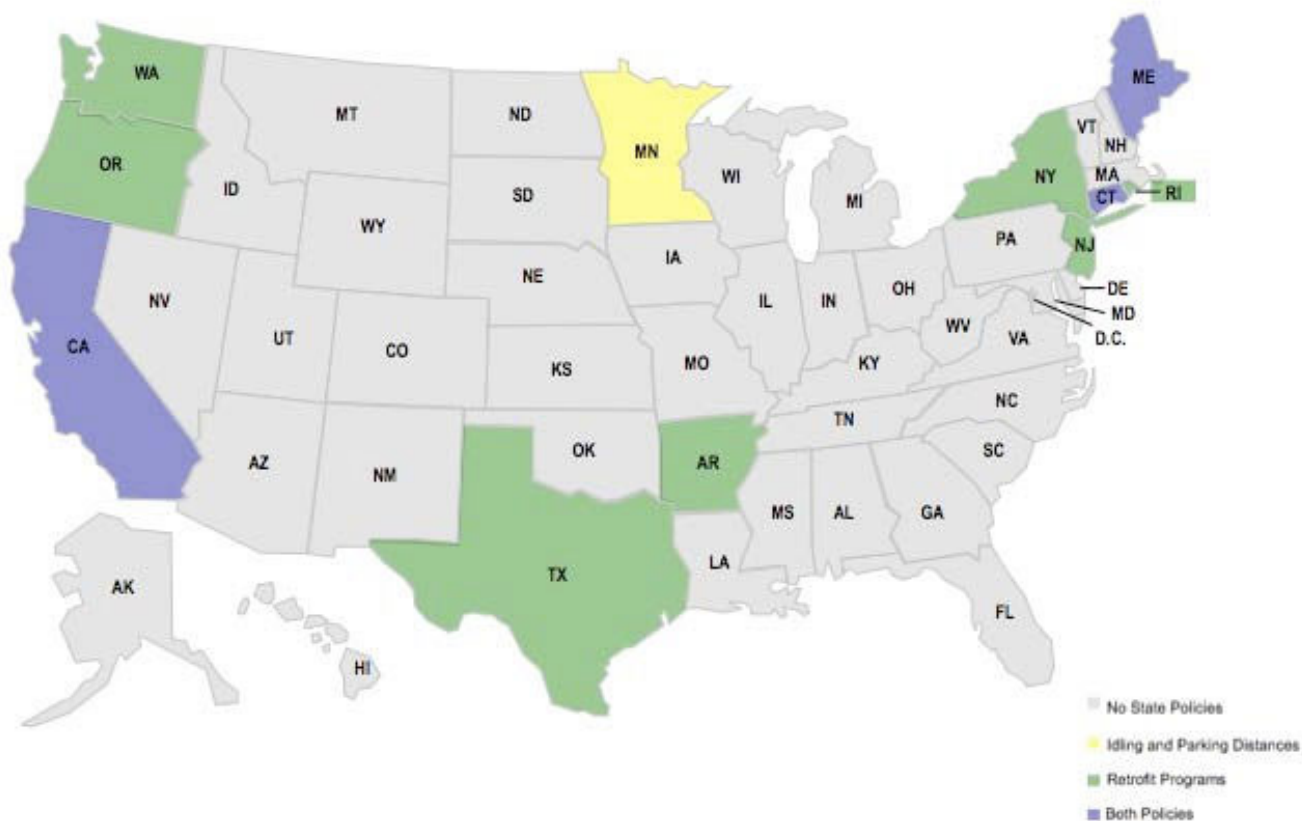 WA
ME
MT
ND
VT
MN
NH
OR
WI
NY
MA
ID
SD
CT
RI
MI
WY
PA
NJ
IA
NE
DE
NV
OH
IL
IN
MD
UT
WV
D.C.
CA
CO
VA
MO
KY
KS
NC
TN
OK
SC
AZ
AR
NM
MS
AL
GA
LA
TX
AK
FL
HI
No State Policies
Idling and Parking Distances
Retrofit Programs
Both Policies